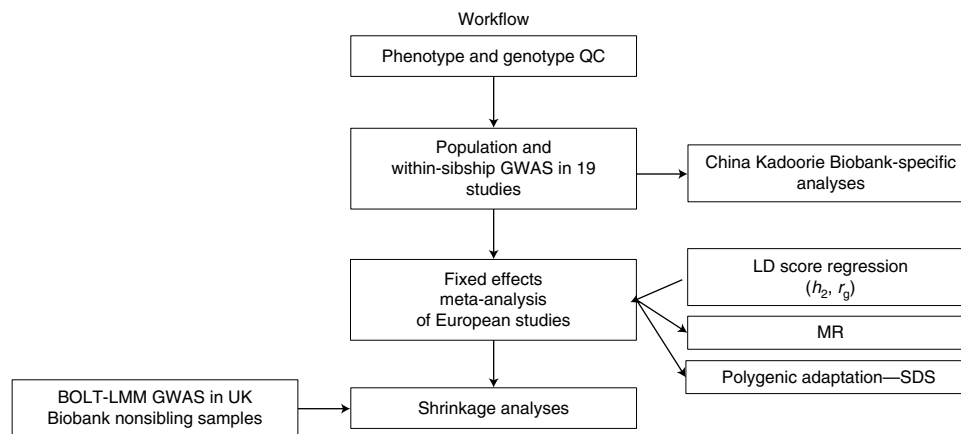 Workflow
Phenotype and genotype QC
Population and
within-sibship GWAS in 19
studies
China Kadoorie Biobank-specific
analyses
Fixed effects
meta-analysis
of European studies
LD score regression
(h2, rg)
MR
Polygenic adaptation—SDS
BOLT-LMM GWAS in UK
Biobank nonsibling samples
Shrinkage analyses